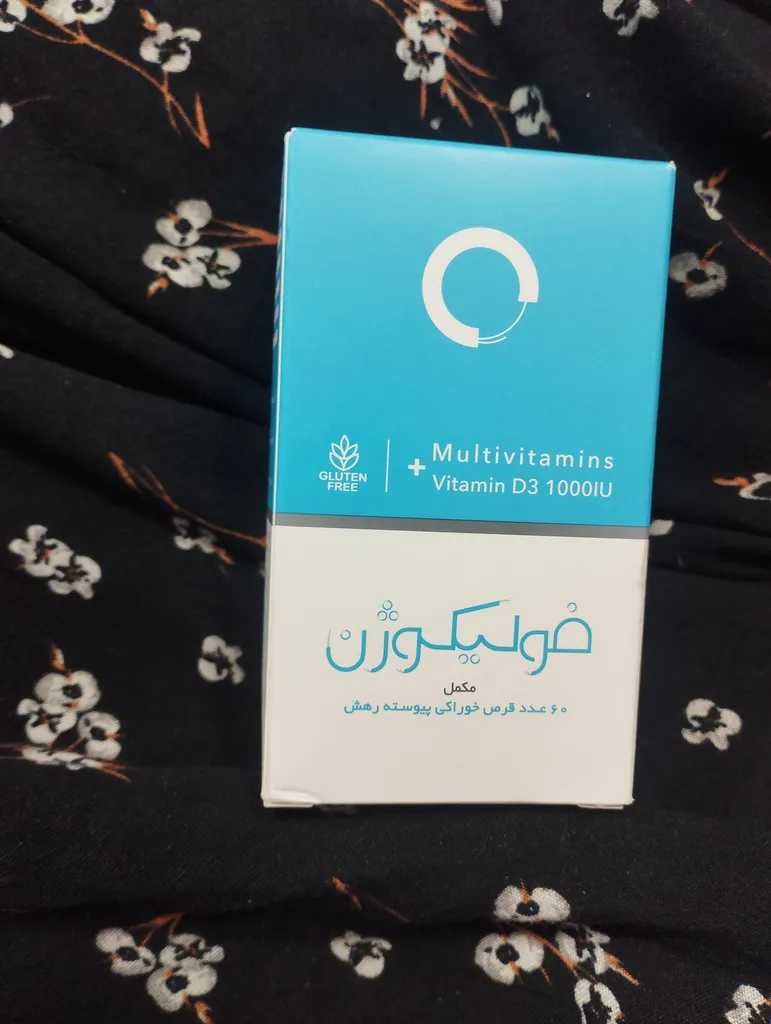 GLUTEN
FREE
+ Multivitamins
Vitamin D3 1000IU
فولیکوژن
مکمل
۶۰ عدد قرص خوراکی پیوسته رهش